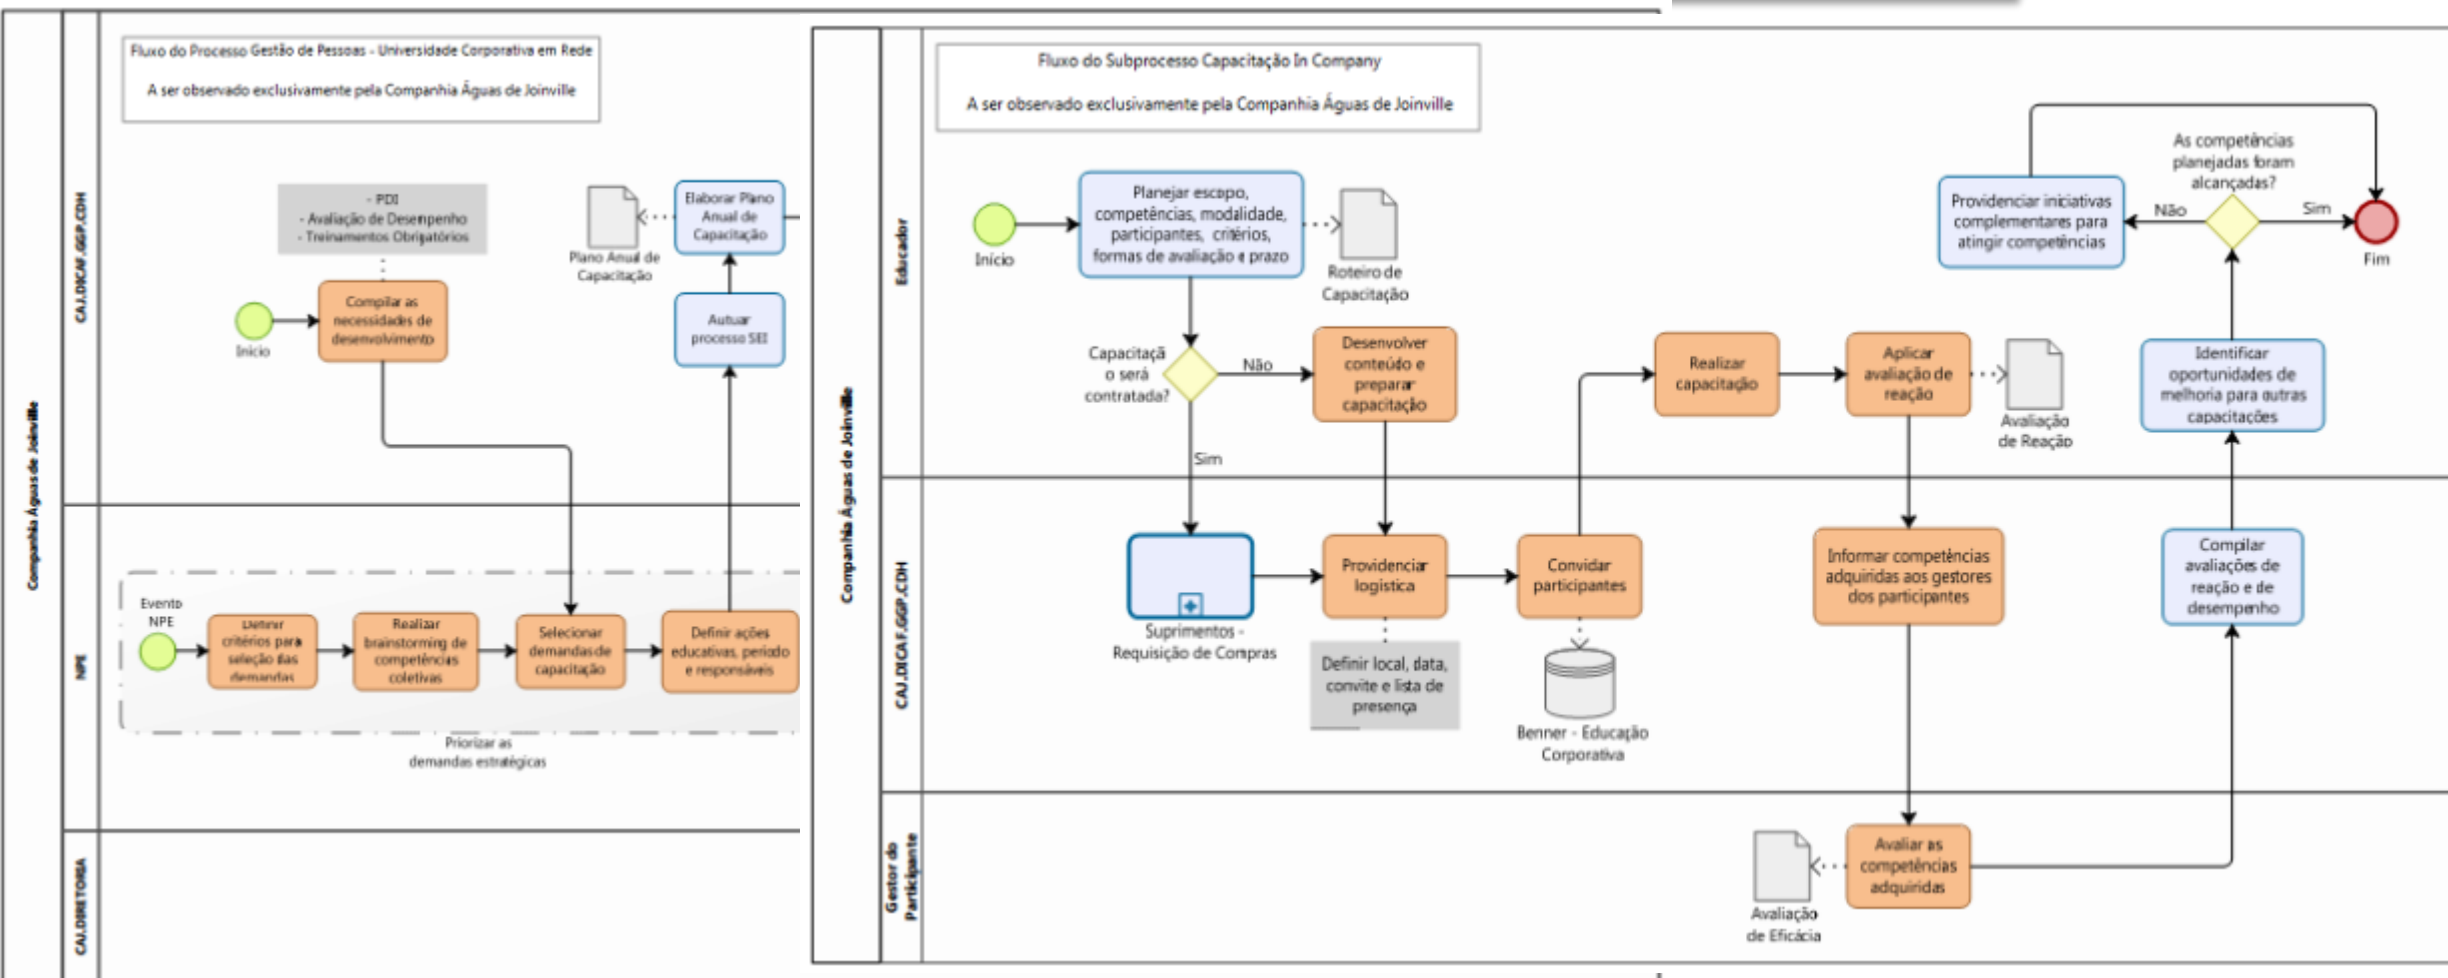 Fluxo do Processo Gestão de Pessoas - Universidade Corporativa em Rede
A ser observado exclusivamente pela Companhia Águas de Joinville
Companhia Águas de Joinville
CAJ.DICAF.GGP.CDH
- PDI
- Avaliação de Desempenho
- Treinamentos Obrigatórios
Início
Compilar as
necessidades de
desenvolvimento
Plano Anual de
Capacitação
Elaborar Plano
Anual de
Capacitação
Autuar
processo SEI
NPE
Evento
NPE
Definir
critérios para
seleção das
demandas
Realizar
brainstorming de
competências
coletivas
Selecionar
demandas de
capacitação
Definir ações
educativas, período
e responsáveis
Priorizar as
demandas estratégicas
CAJ.DIRETORIA
Fluxo do Subprocesso Capacitação In Company
A ser observado exclusivamente pela Companhia Águas de Joinville
Companhia Águas de Joinville
Educador
Início
Planejar escopo,
competências, modalidade,
participantes, critérios,
formas de avaliação e prazo
Roteiro de
Capacitação
Capacitaçã
o será
contratada?
Não
Sim
Desenvolver
conteúdo e
preparar
capacitação
Realizar
capacitação
Aplicar
avaliação de
reação
Avaliação
de Reação
Identificar
oportunidades de
melhoria para outras
capacitações
Providenciar iniciativas
complementares para
atingir competências
As competências
planejadas foram
alcançadas?
Não
Sim
Fim
CAJ.DICAF.GGP.CDH
Suprimentos -
Requisição de Compras
Providenciar
logística
Definir local, data,
convite e lista de
presença
Convidar
participantes
Benner - Educação
Corporativa
Informar competências
adquiridas aos gestores
dos participantes
Compilar
avaliações de
reação e de
desempenho
Gestor do
Participante
Avaliação
de Eficácia
Avaliar as
competências
adquiridas